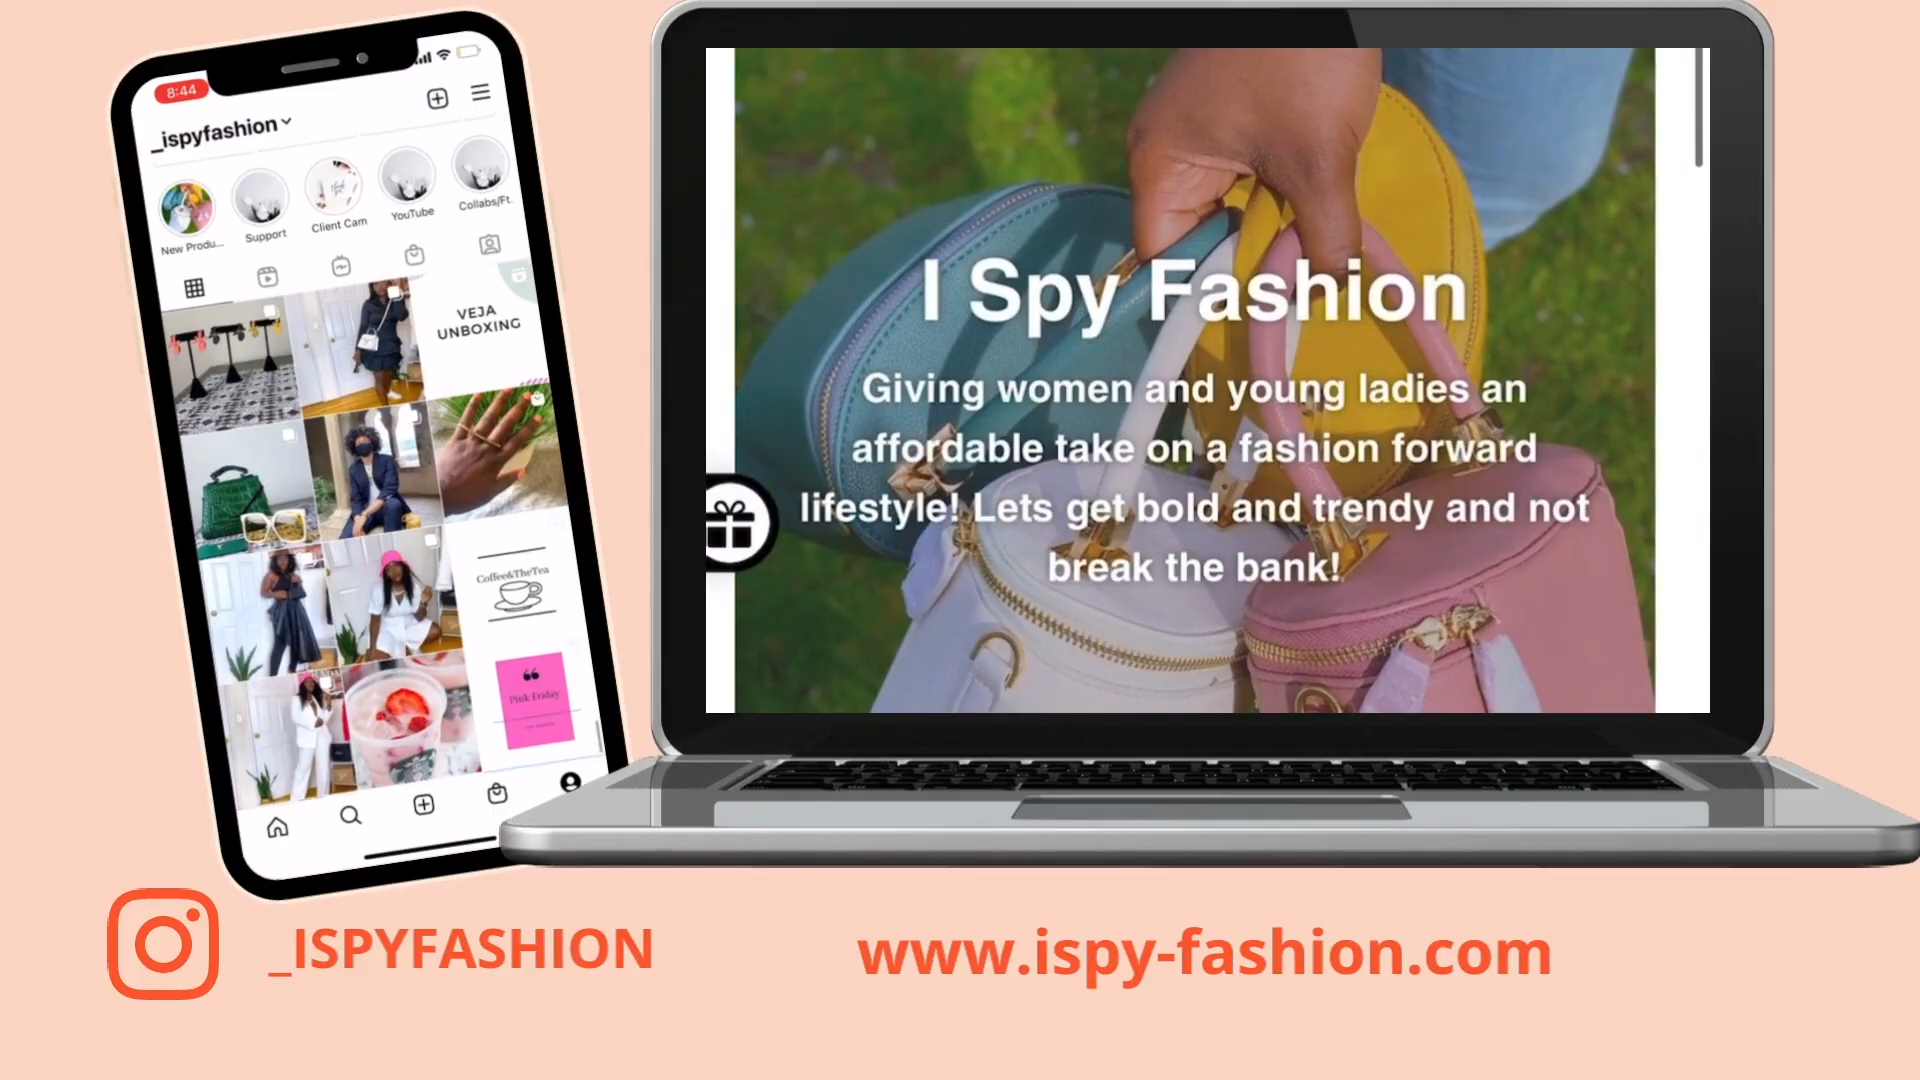 8:44
_ispyfashion
New Produ...
Support
Client Cam
YouTube
Collabs/Ft.
VEJA
UNBOXING
Coffee&TheTea
Pink Friday
I Spy Fashion
Giving women and young ladies an
affordable take on a fashion forward
lifestyle! Lets get bold and trendy and not
break the bank!
_ISPYFASHION
www.ispy-fashion.com